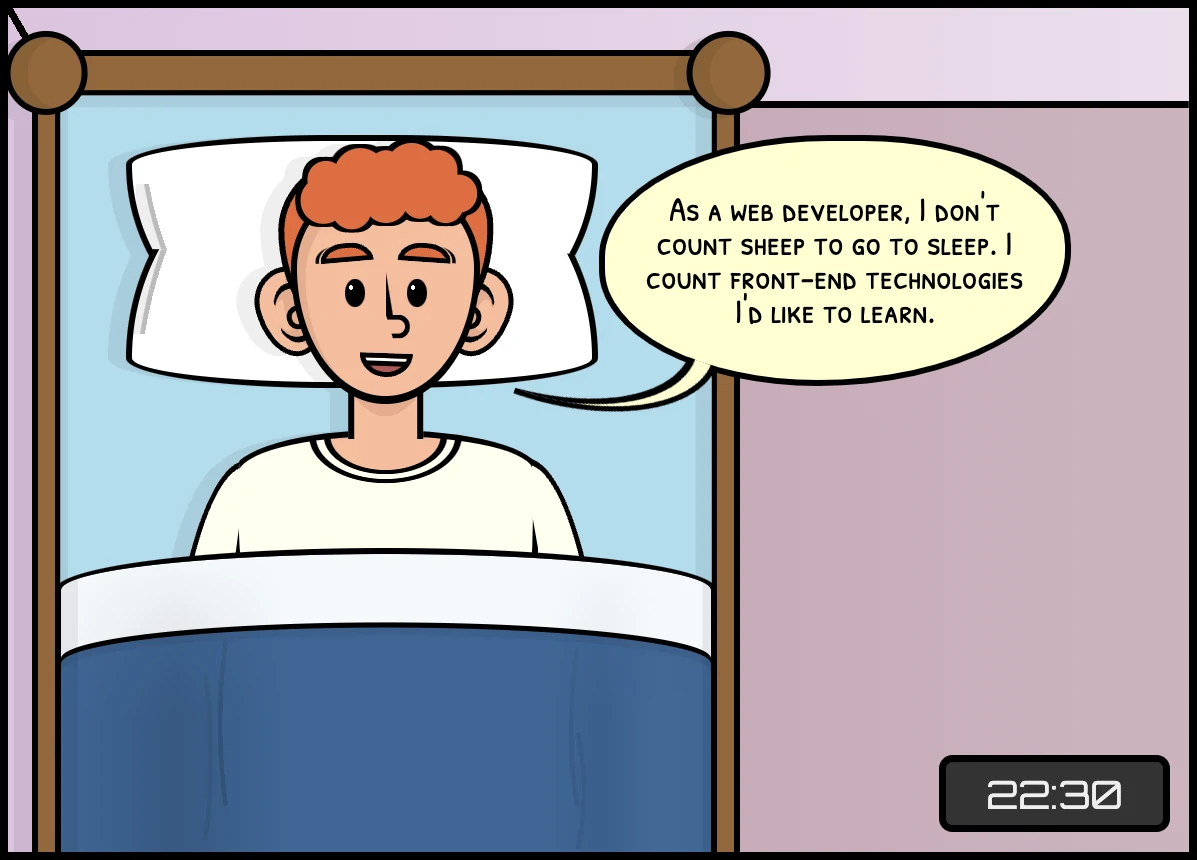 As a web developer, I don't
count sheep to go to sleep. I
count front-end technologies
I'd like to learn.
22:30